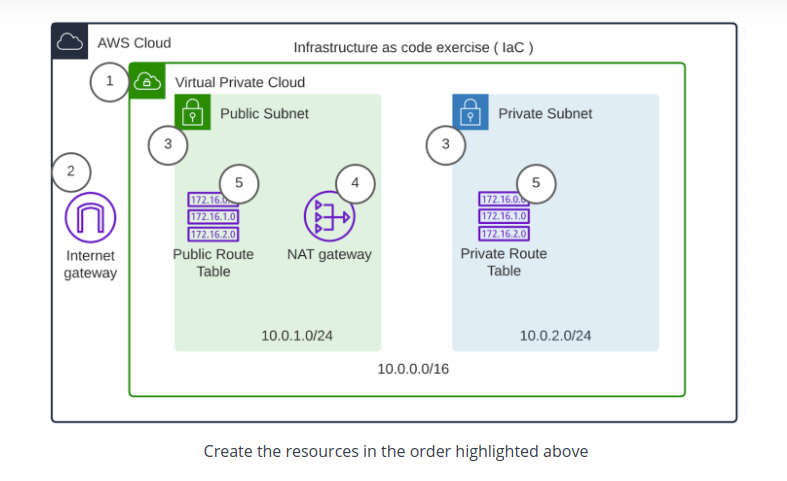 AWS Cloud
Infrastructure as code exercise ( IaC )
1
Virtual Private Cloud
Public Subnet
Private Subnet
3
3
2
5
4
5
172.16.0
172.16.1.0
172.16.2.0
172.16.0.0
172.16.1.0
172.16.2.0
Internet
gateway
Public Route
Table
NAT gateway
Private Route
Table
10.0.1.0/24
10.0.2.0/24
10.0.0.0/16
Create the resources in the order highlighted above